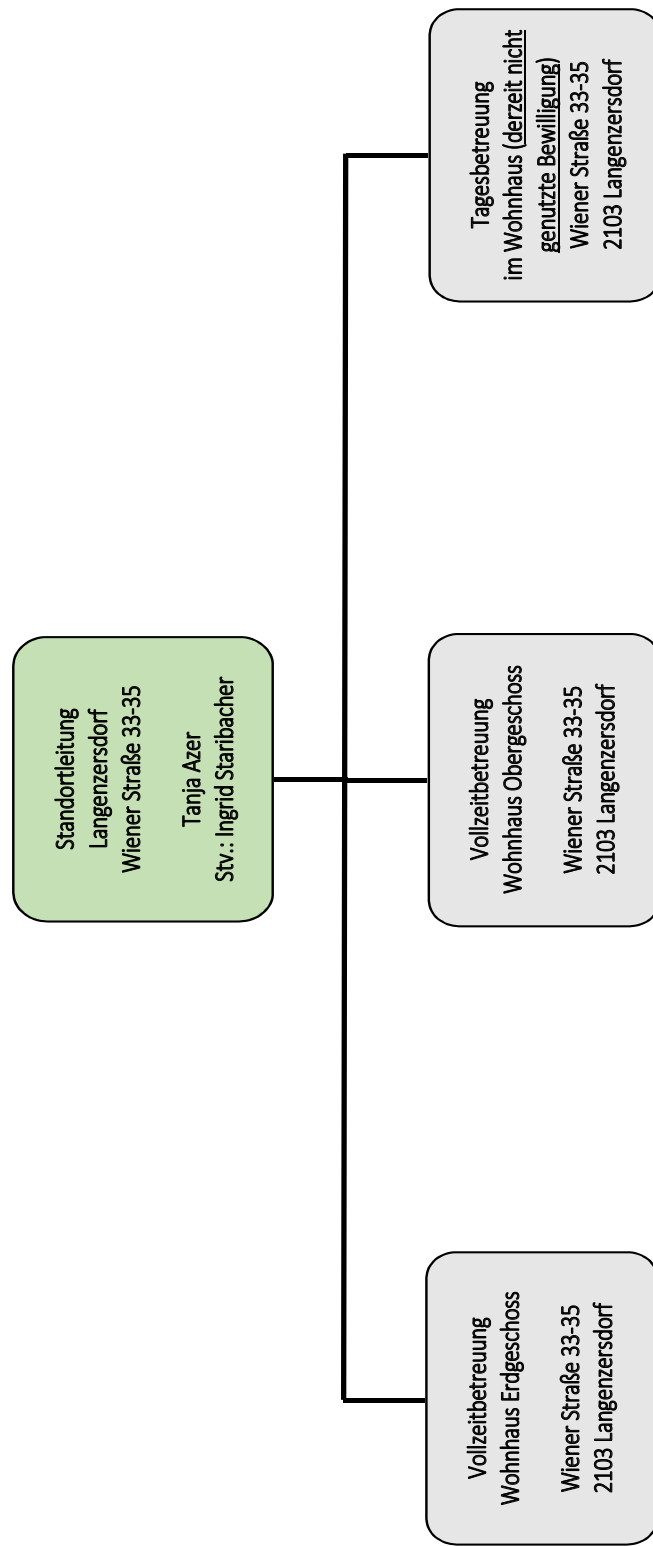 Standortleitung
Langenzersdorf
Wiener Straße 33-35
Tanja Azer
Stv.: Ingrid Staribacher
Vollzeitbetreuung
Wohnhaus Erdgeschoss
Wiener Straße 33-35
2103 Langenzersdorf
Vollzeitbetreuung
Wohnhaus Obergeschoss
Wiener Straße 33-35
2103 Langenzersdorf
Tagesbetreuung
im Wohnhaus (derzeit nicht
genutzte Bewilligung)
Wiener Straße 33-35
2103 Langenzersdorf